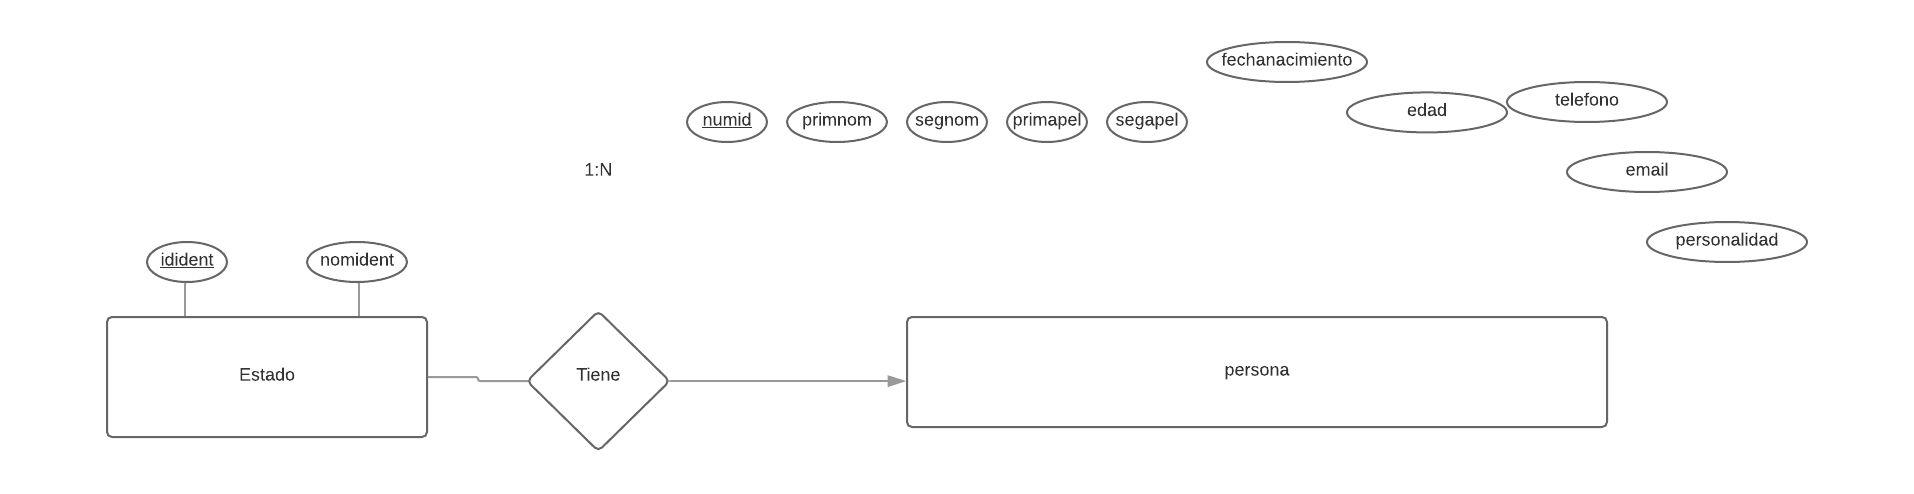 fechanacimiento
edad
telefono
numid
primnom
segnom
primapel
segapel
1:N
email
personalidad
idident
nomident
Estado
Tiene
persona